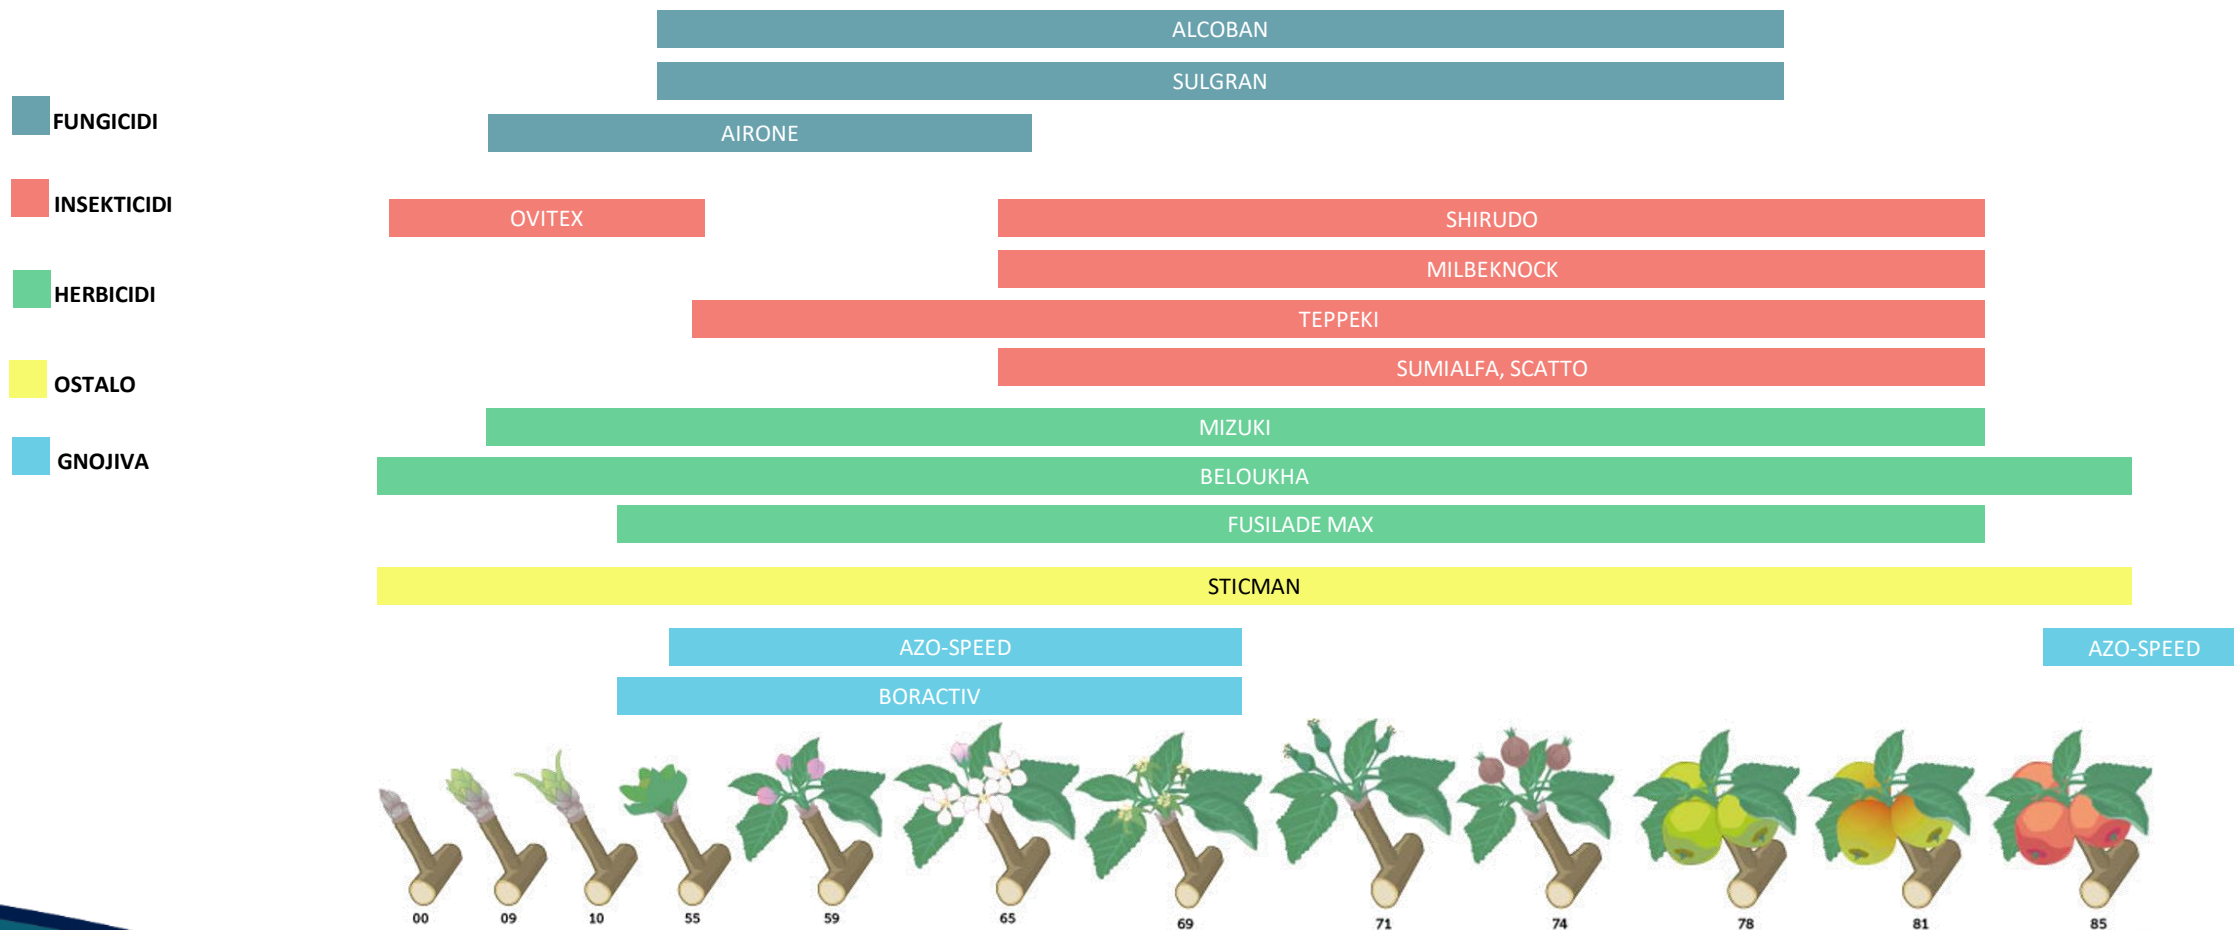 ALCOBAN
SULGRAN
FUNGICIDI
AIRONE
INSEKTICIDI
OVITEX
SHIRUDO
MILBEKNOCK
HERBICIDI
TEPPEKI
SUMIALFA, SCATTO
OSTALO
MIZUKI
GNOJIVA
BELOUKHA
FUSILADE MAX
STICMAN
AZO-SPEED
AZO-SPEED
BORACTIV
00 09 10 55 59 65 69 71 74 78 81 85